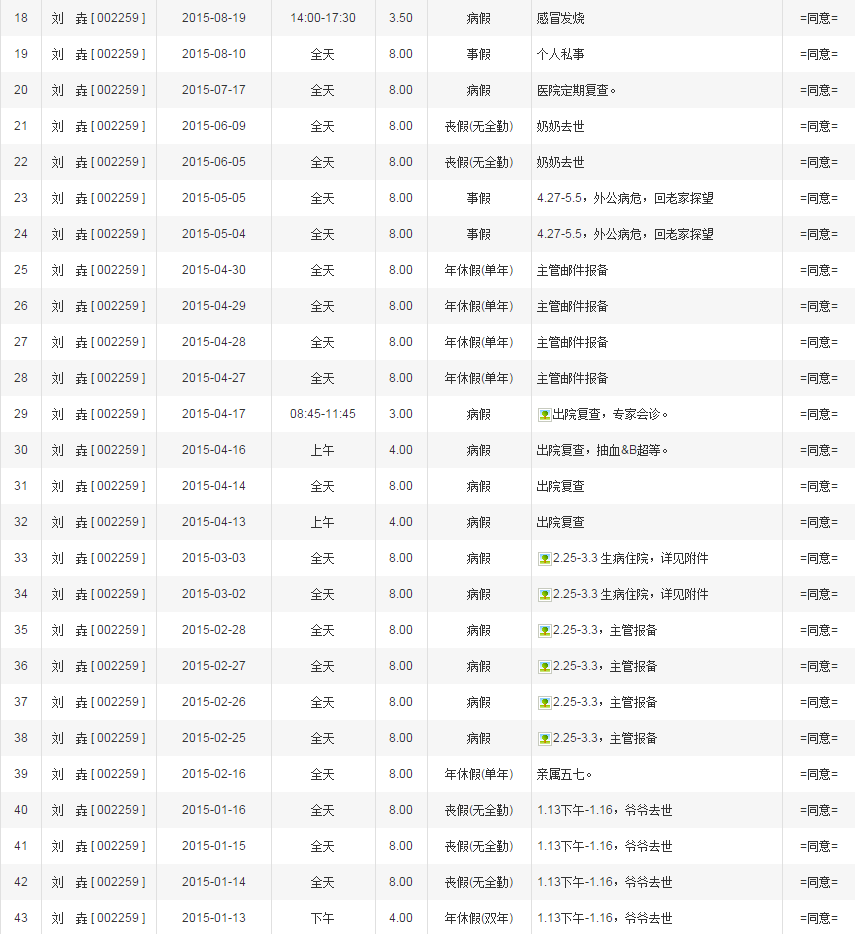 18 刘 垚 [ 002259 ] 2015-08-19 14:00-17:30 3.50 病假 感冒发烧 =同意=
19 刘 垚 [ 002259 ] 2015-08-10 全天 8.00 事假 个人私事 =同意=
20 刘 垚 [ 002259 ] 2015-07-17 全天 8.00 病假 医院定期复查。 =同意=
21 刘 垚 [ 002259 ] 2015-06-09 全天 8.00 丧假(无全勤) 奶奶去世 =同意=
22 刘 垚 [ 002259 ] 2015-06-05 全天 8.00 丧假(无全勤) 奶奶去世 =同意=
23 刘 垚 [ 002259 ] 2015-05-05 全天 8.00 事假 4.27-5.5，外公病危，回老家探望 =同意=
24 刘 垚 [ 002259 ] 2015-05-04 全天 8.00 事假 4.27-5.5，外公病危，回老家探望 =同意=
25 刘 垚 [ 002259 ] 2015-04-30 全天 8.00 年休假(单年) 主管邮件报备 =同意=
26 刘 垚 [ 002259 ] 2015-04-29 全天 8.00 年休假(单年) 主管邮件报备 =同意=
27 刘 垚 [ 002259 ] 2015-04-28 全天 8.00 年休假(单年) 主管邮件报备 =同意=
28 刘 垚 [ 002259 ] 2015-04-27 全天 8.00 年休假(单年) 主管邮件报备 =同意=
29 刘 垚 [ 002259 ] 2015-04-17 08:45-11:45 3.00 病假 出院复查，专家会诊。 =同意=
30 刘 垚 [ 002259 ] 2015-04-16 上午 4.00 病假 出院复查，抽血&B超等。 =同意=
31 刘 垚 [ 002259 ] 2015-04-14 全天 8.00 病假 出院复查 =同意=
32 刘 垚 [ 002259 ] 2015-04-13 上午 4.00 病假 出院复查 =同意=
33 刘 垚 [ 002259 ] 2015-03-03 全天 8.00 病假 2.25-3.3 生病住院，详见附件 =同意=
34 刘 垚 [ 002259 ] 2015-03-02 全天 8.00 病假 2.25-3.3 生病住院，详见附件 =同意=
35 刘 垚 [ 002259 ] 2015-02-28 全天 8.00 病假 2.25-3.3，主管报备 =同意=
36 刘 垚 [ 002259 ] 2015-02-27 全天 8.00 病假 2.25-3.3，主管报备 =同意=
37 刘 垚 [ 002259 ] 2015-02-26 全天 8.00 病假 2.25-3.3，主管报备 =同意=
38 刘 垚 [ 002259 ] 2015-02-25 全天 8.00 病假 2.25-3.3，主管报备 =同意=
39 刘 垚 [ 002259 ] 2015-02-16 全天 8.00 年休假(单年) 亲属五七。 =同意=
40 刘 垚 [ 002259 ] 2015-01-16 全天 8.00 丧假(无全勤) 1.13下午-1.16，爷爷去世 =同意=
41 刘 垚 [ 002259 ] 2015-01-15 全天 8.00 丧假(无全勤) 1.13下午-1.16，爷爷去世 =同意=
42 刘 垚 [ 002259 ] 2015-01-14 全天 8.00 丧假(无全勤) 1.13下午-1.16，爷爷去世 =同意=
43 刘 垚 [ 002259 ] 2015-01-13 下午 4.00 年休假(双年) 1.13下午-1.16，爷爷去世 =同意=